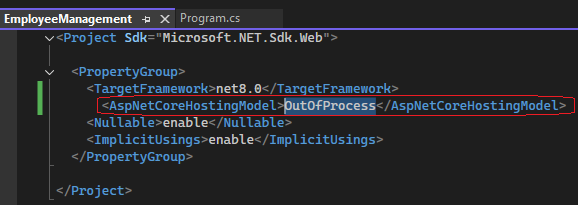 EmployeeManagement Program.cs
<Project Sdk="Microsoft.NET.Sdk.Web">
<PropertyGroup>
<TargetFramework>net8.0</TargetFramework>
<AspNetCoreHostingModel>OutOfProcess</AspNetCoreHostingModel>
<Nullable>enable</Nullable>
<ImplicitUsings>enable</ImplicitUsings>
</PropertyGroup>
</Project>